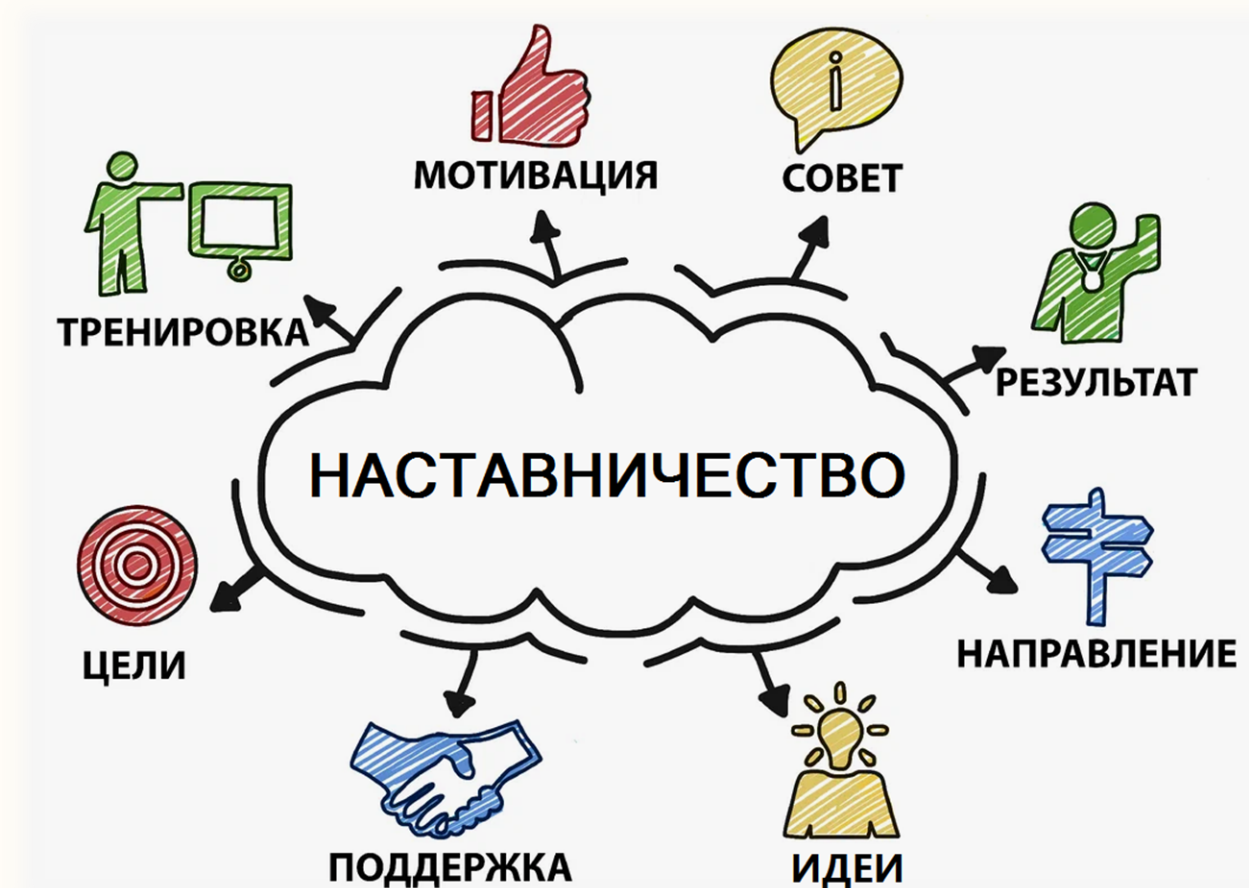 МОТИВАЦИЯ
СОВЕТ
ТРЕНИРОВКА
РЕЗУЛЬТАТ
НАСТАВНИЧЕСТВО
ЦЕЛИ
НАПРАВЛЕНИЕ
ПОДДЕРЖКА
ИДЕИ